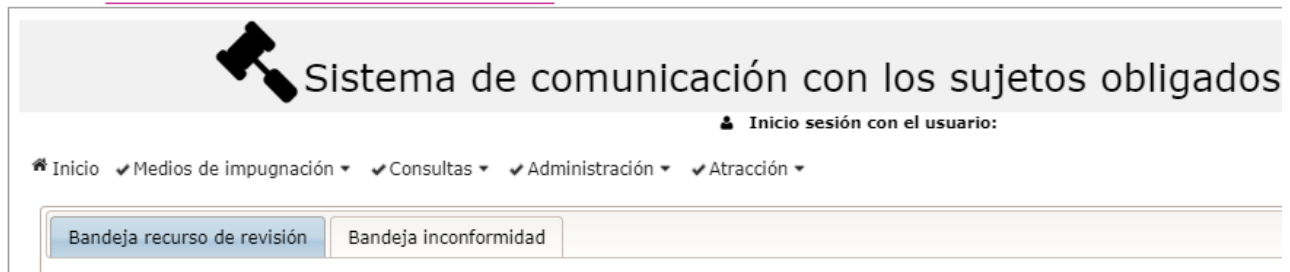 Sistema de comunicación con los sujetos obligados
Inicio sesión con el usuario:
Inicio Medios de impugnación Consultas Administración Atracción
Bandeja recurso de revisión Bandeja inconformidad